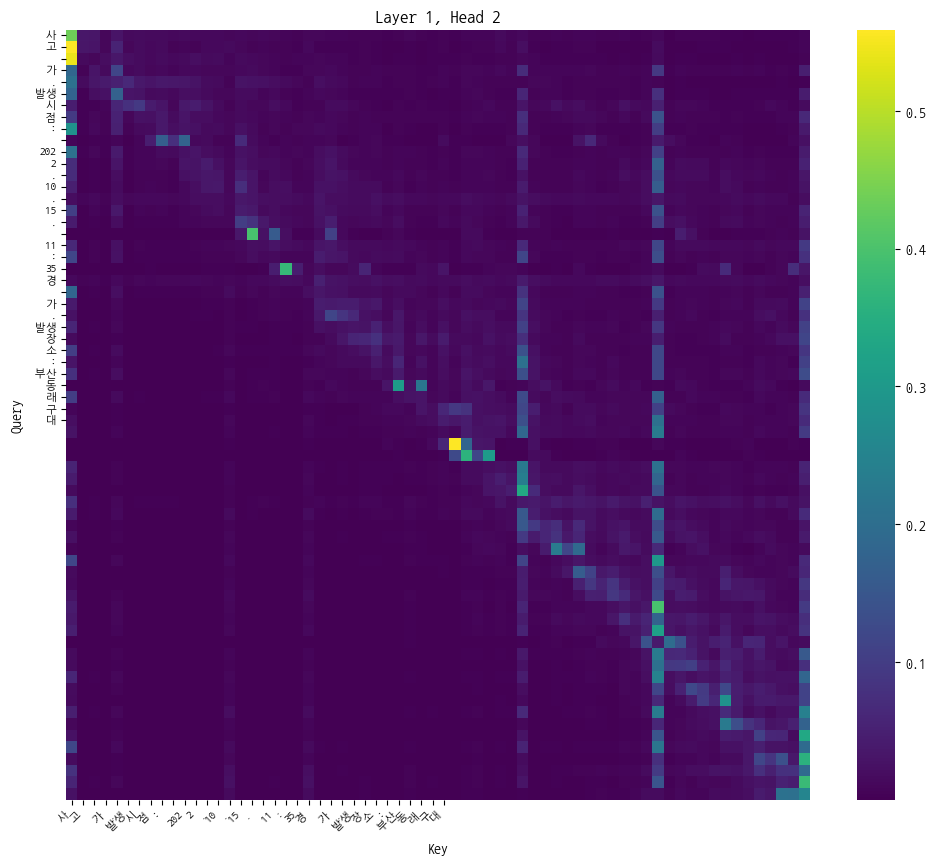 Layer 1, Head 2
사
고
가
.
발생
시
점
:
202
2
.
10
.
15
.
11
:
35
경
가
.
발생
장
소
:
부산
동
래
구
대
Query
사
고
가
.
발생
시
점
:
202
2
.
10
.
15
.
11
:
35
경
가
.
발생
장
소
:
부산
동
래
구
대
Key
0.5
0.4
0.3
0.2
0.1